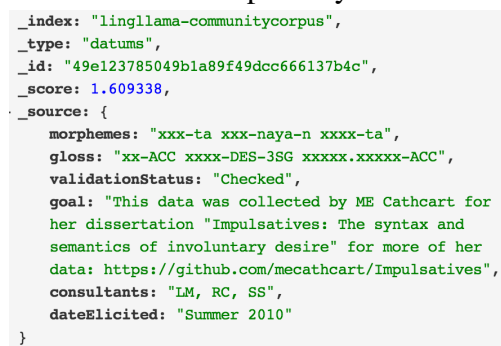 _index: "lingllama-communitycorpus",
_type: "datums",
_id: "49e123785049b1a89f49dcc666137b4c",
_score: 1.609338,
_source: {
morphemes: "xxx-ta xxx-naya-n xxxx-ta",
gloss: "xx-ACC xxxx-DES-3SG xxxxx.xxxxx-ACC",
validationStatus: "Checked",
goal: "This data was collected by ME Cathcart for
her dissertation "Impulsatives: The syntax and
semantics of involuntary desire" for more of her
data: https://github.com/mecathcart/Impulsatives",
consultants: "LM, RC, SS",
dateElicited: "Summer 2010"
}